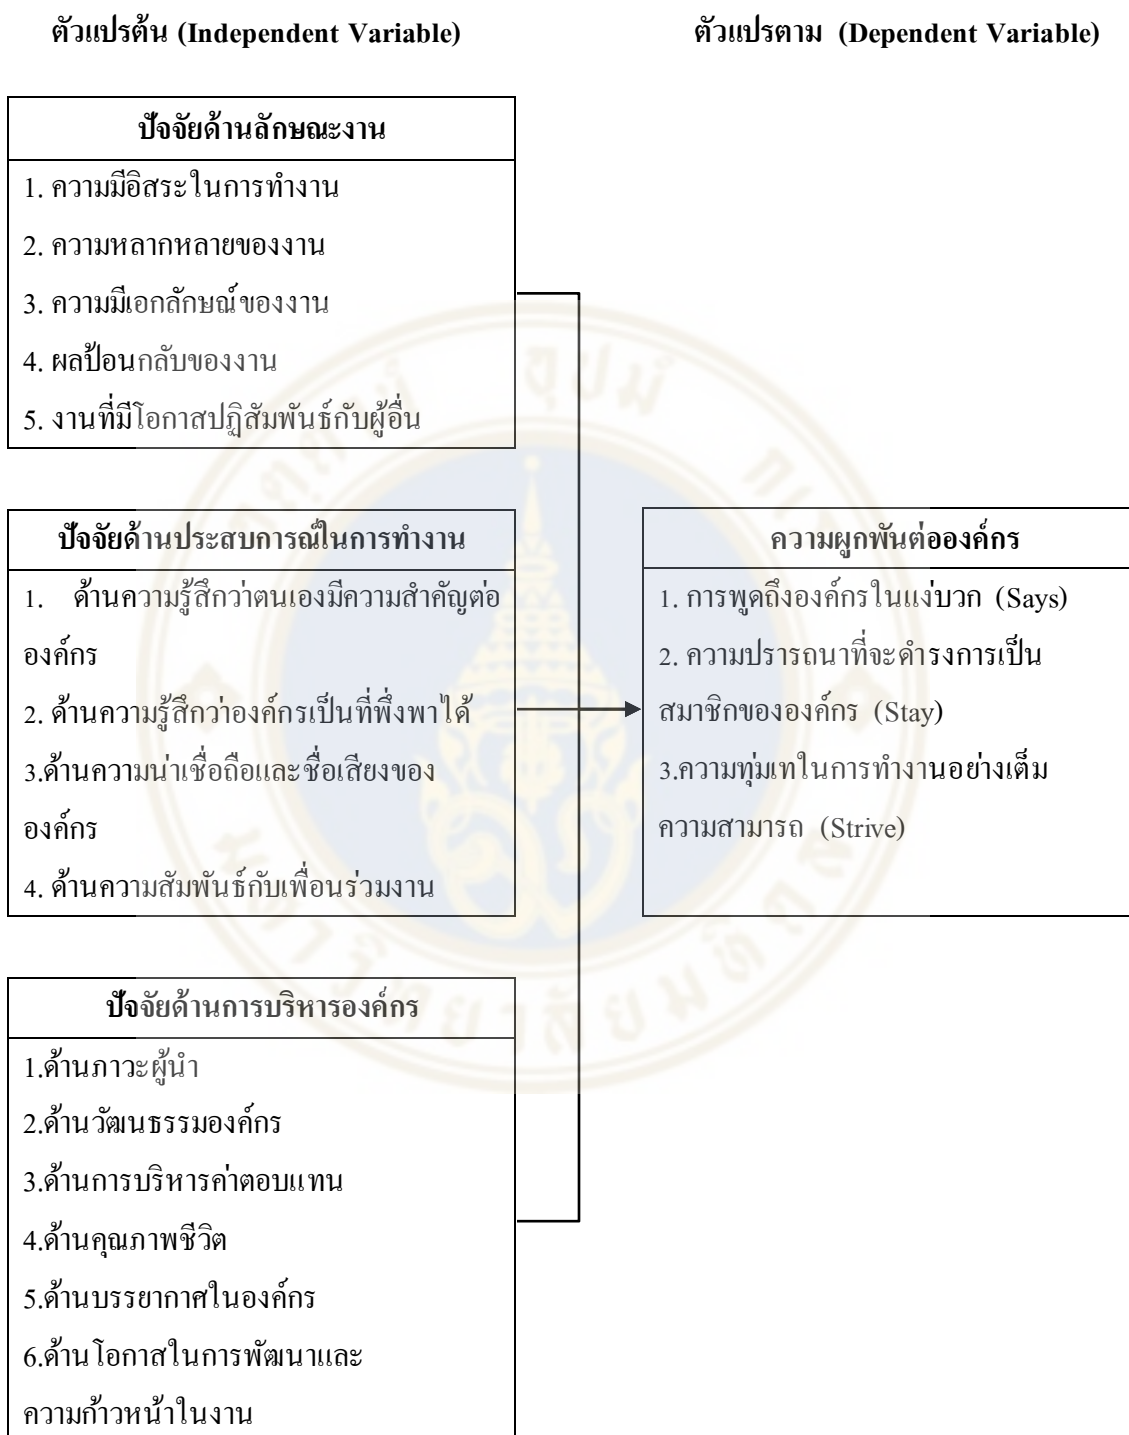 ตัวแปรต้น (Independent Variable)
ตัวแปรตาม (Dependent Variable)
ปัจจัยด้านลักษณะงาน
1. ความมีอิสระในการทำงาน
2. ความหลากหลายของงาน
3. ความมีเอกลักษณ์ของงาน
4. ผลป้อนกลับของงาน
5. งานที่มีโอกาสปฏิสัมพันธ์กับผู้อื่น
ปัจจัยด้านประสบการณ์ในการทำงาน
1. ด้านความรู้สึกว่าตนเองมีความสำคัญต่อ
องค์กร
2. ด้านความรู้สึกว่าองค์กรเป็นที่พึ่งพาได้
3.ด้านความน่าเชื่อถือและชื่อเสียงของ
องค์กร
4. ด้านความสัมพันธ์กับเพื่อนร่วมงาน
ความผูกพันต่อองค์กร
1. การพูดถึงองค์กรในแง่บวก (Says)
2. ความปรารถนาที่จะดำรงการเป็น
สมาชิกขององค์กร (Stay)
3.ความทุ่มเทในการทำงานอย่างเต็ม
ความสามารถ (Strive)
ปัจจัยด้านการบริหารองค์กร
1.ด้านภาวะผู้นำ
2.ด้านวัฒนธรรมองค์กร
3.ด้านการบริหารค่าตอบแทน
4.ด้านคุณภาพชีวิต
5.ด้านบรรยากาศในองค์กร
6.ด้านโอกาสในการพัฒนาและ
ความก้าวหน้าในงาน
มหาวิทยาลัยมหิดล